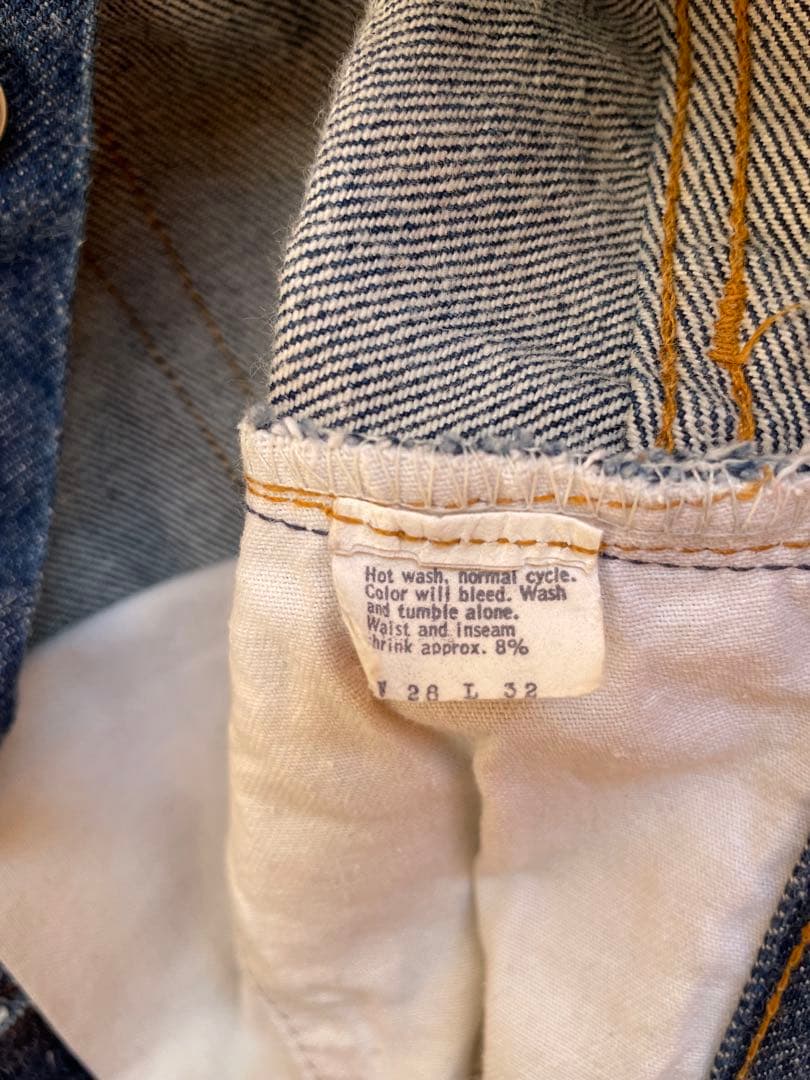 Hot wash, normal cycle.
Color will bleed. Wash
and tumble alone.
Waist and inseam
shrink approx. 8%
W 28 L 32